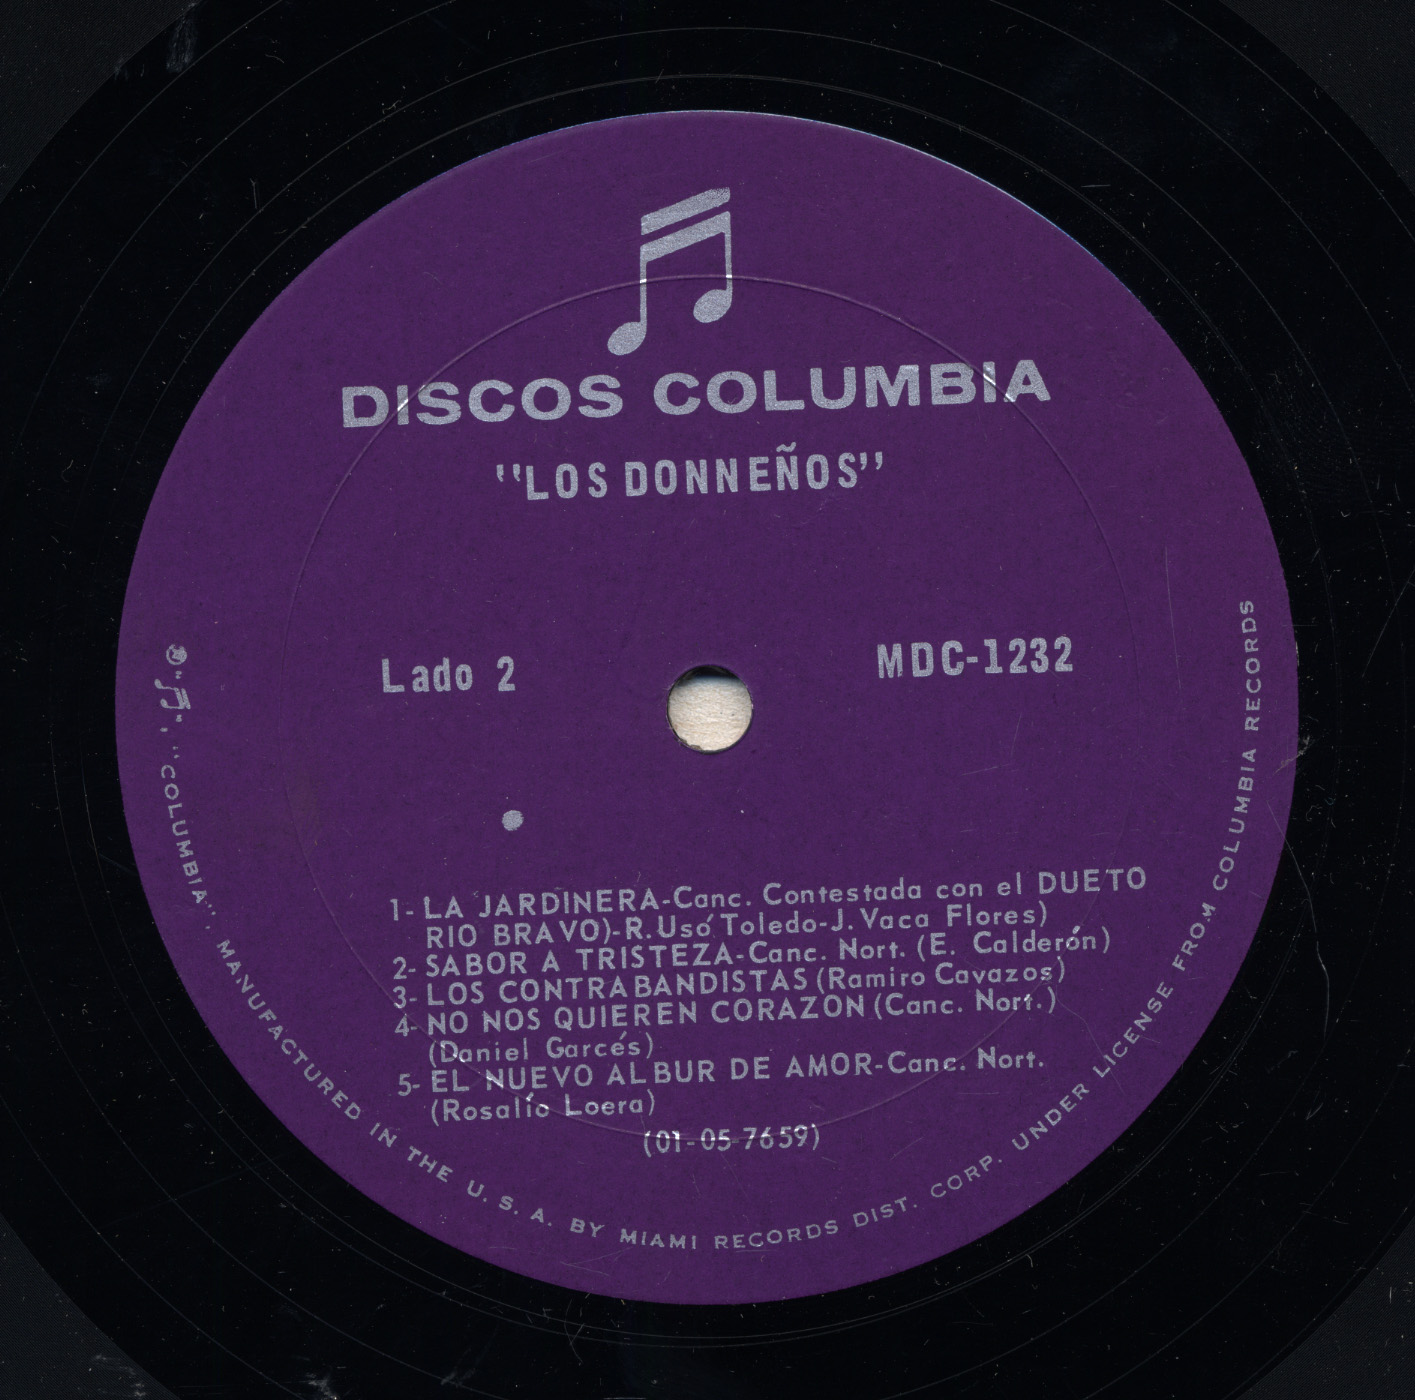 DISCOS COLUMBIA
"LOS DONNEÑOS"
Lado 2
MDC-1232
1- LA JARDINERA-Canc. Contestada con el DUETO
RIO BRAVO)-R. Usó Toledo-J. Vaca Flores)
2- SABOR A TRISTEZA-Canc. Nort. (E. Calderón)
3- LOS CONTRABANDISTAS (Ramiro Cavazos)
4- NO NOS QUIEREN CORAZON (Canc. Nort.)
(Daniel Garcés)
5- EL NUEVO ALBUR DE AMOR-Canc. Nort.
(Rosalío Loera)
(01-05-7659)
"♫", "COLUMBIA", MANUFACTURED IN THE U. S. A. BY MIAMI RECORDS DIST. CORP. UNDER LICENSE FROM COLUMBIA RECORDS